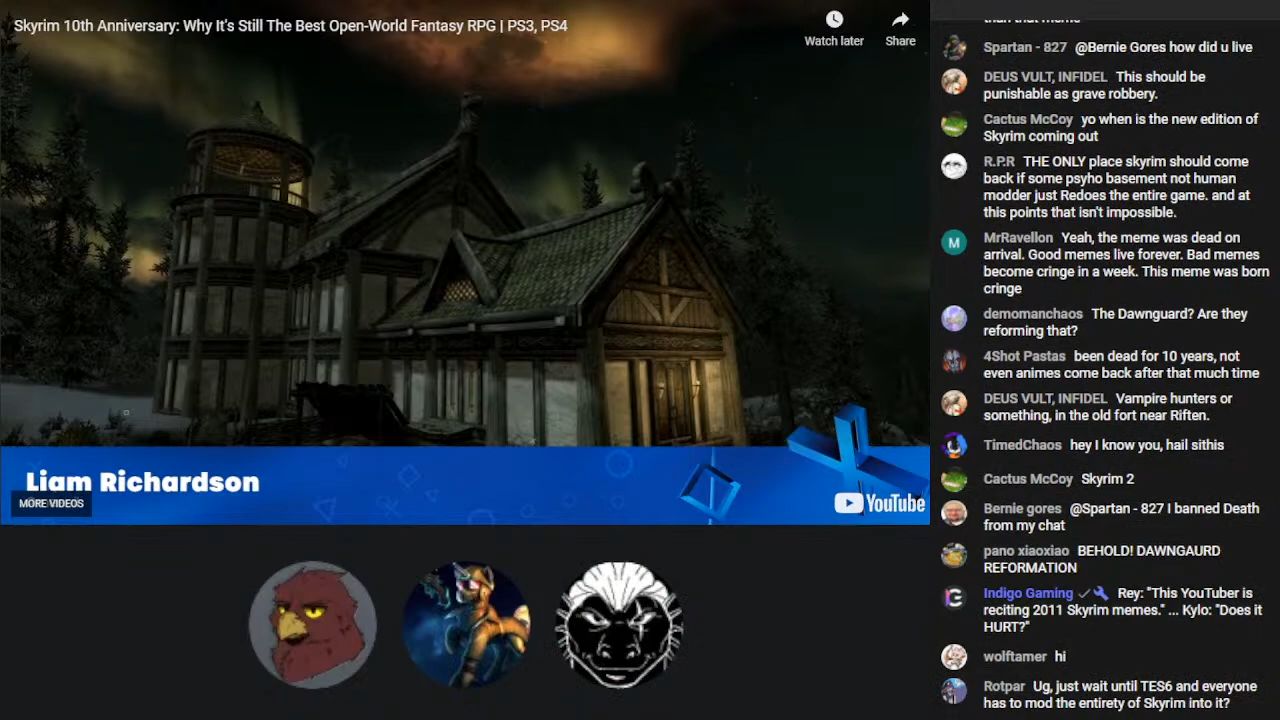 Skyrim 10th Anniversary: Why It's Still The Best Open-World Fantasy RPG | PS3, PS4
Watch later
Share
Liam Richardson
MORE VIDEOS
YouTube
than that meme
Spartan - 827 @Bernie Gores how did u live
DEUS VULT, INFIDEL This should be
punishable as grave robbery.
Cactus McCoy yo when is the new edition of
Skyrim coming out
R.P.R THE ONLY place skyrim should come
back if some psyho basement not human
modder just Redoes the entire game. and at
this points that isn't impossible.
M
MrRavellon Yeah, the meme was dead on
arrival. Good memes live forever. Bad memes
become cringe in a week. This meme was born
cringe
demomanchaos The Dawnguard? Are they
reforming that?
4Shot Pastas been dead for 10 years, not
even animes come back after that much time
DEUS VULT, INFIDEL Vampire hunters or
something, in the old fort near Riften.
TimedChaos hey I know you, hail sithis
Cactus McCoy Skyrim 2
Bernie gores @Spartan - 827 I banned Death
from my chat
pano xiaoxiao BEHOLD! DAWNGAURD
REFORMATION
Indigo Gaming Rey: "This YouTuber is
reciting 2011 Skyrim memes." ... Kylo: "Does it
HURT?"
wolftamer hi
Rotpar Ug, just wait until TES6 and everyone
has to mod the entirety of Skyrim into it?